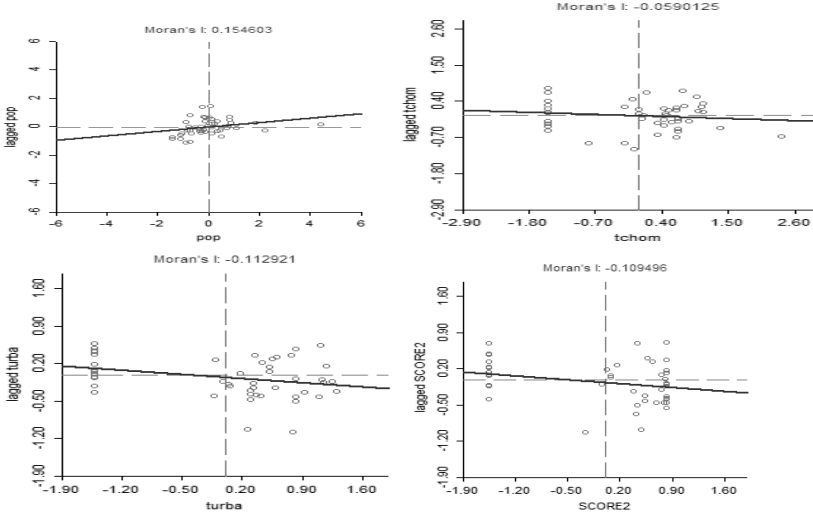 Moran's I: 0.154603
lagged pop
6
4
2
0
-2
-4
-6
-6 -4 -2 0 2 4 6
pop
Moran's I: -0.0590125
lagged tchom
2.60
1.50
0.40
-0.70
-1.80
-2.90
-2.90 -1.80 -0.70 0.40 1.50 2.60
tchom
Moran's I: -0.112921
lagged turba
1.60
0.90
0.20
-0.50
-1.20
-1.90
-1.90 -1.20 -0.50 0.20 0.90 1.60
turba
Moran's I: -0.109496
lagged SCORE2
1.60
0.90
0.20
-0.50
-1.20
-1.90
-1.90 -1.20 -0.50 0.20 0.90 1.60
SCORE2